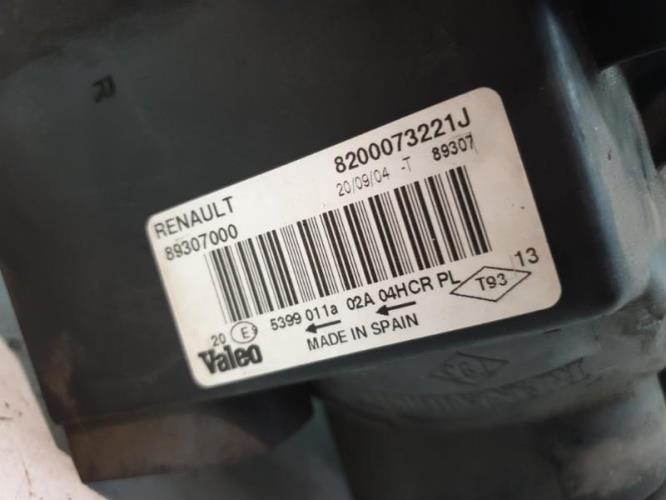 8200073221J
20/09/04 -T 89307
RENAULT
89307000
T93 13
20 E9 5399 011a 02A 04HCR PL
Valeo MADE IN SPAIN